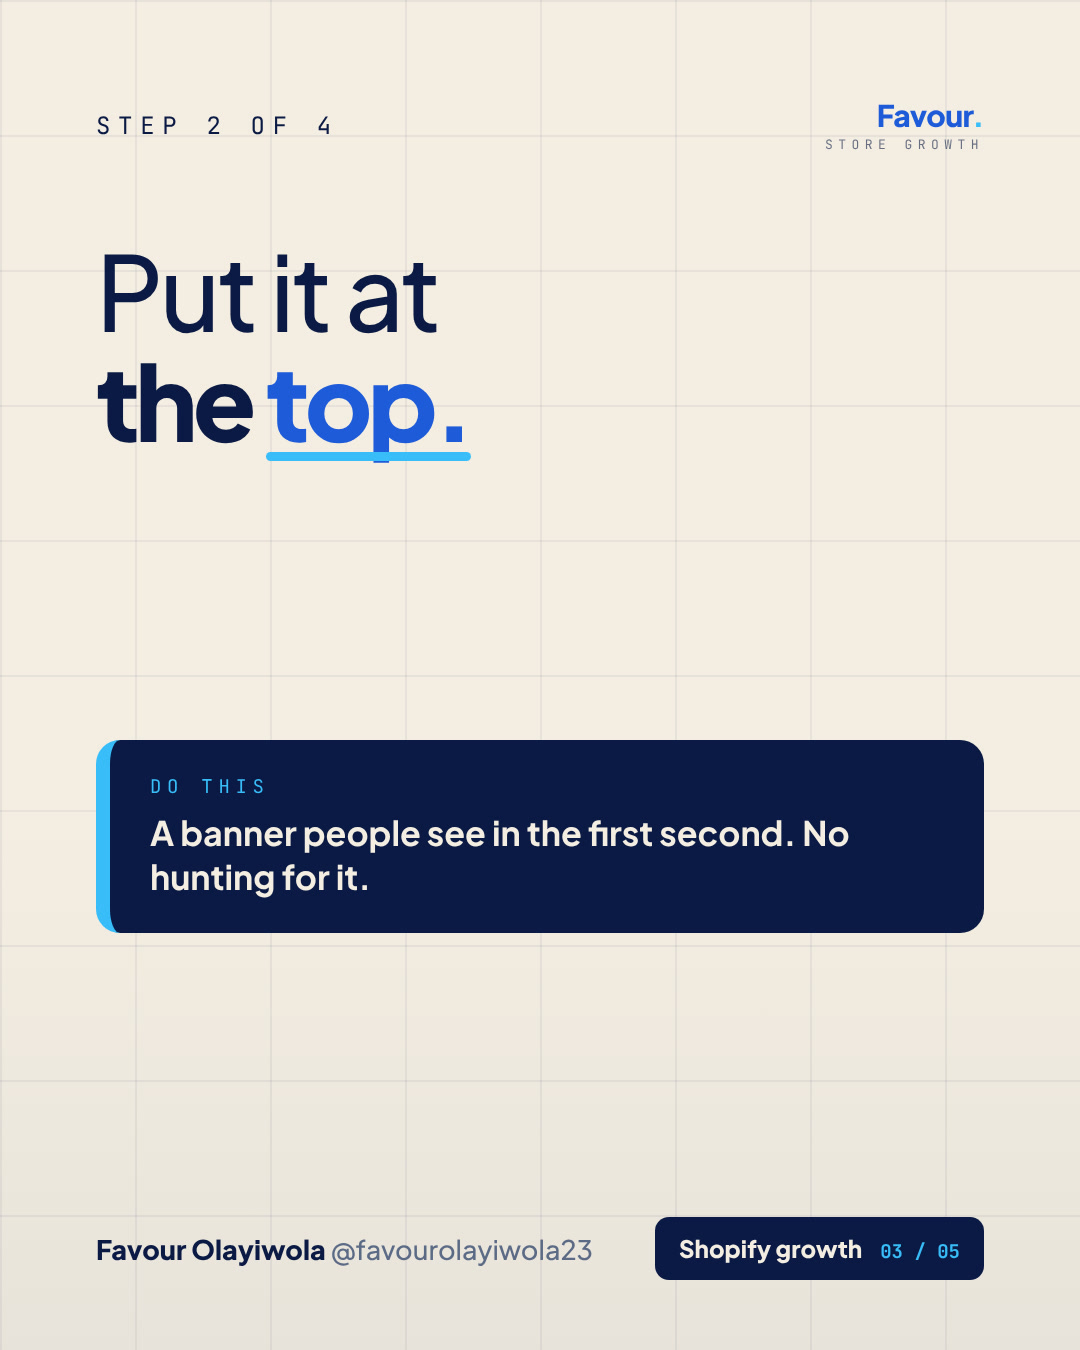 STEP 2 OF 4
Favour.
STORE GROWTH
Put it at
the top.
DO THIS
A banner people see in the first second. No
hunting for it.
Favour Olayiwola @favourolayiwola23
Shopify growth 03 / 05